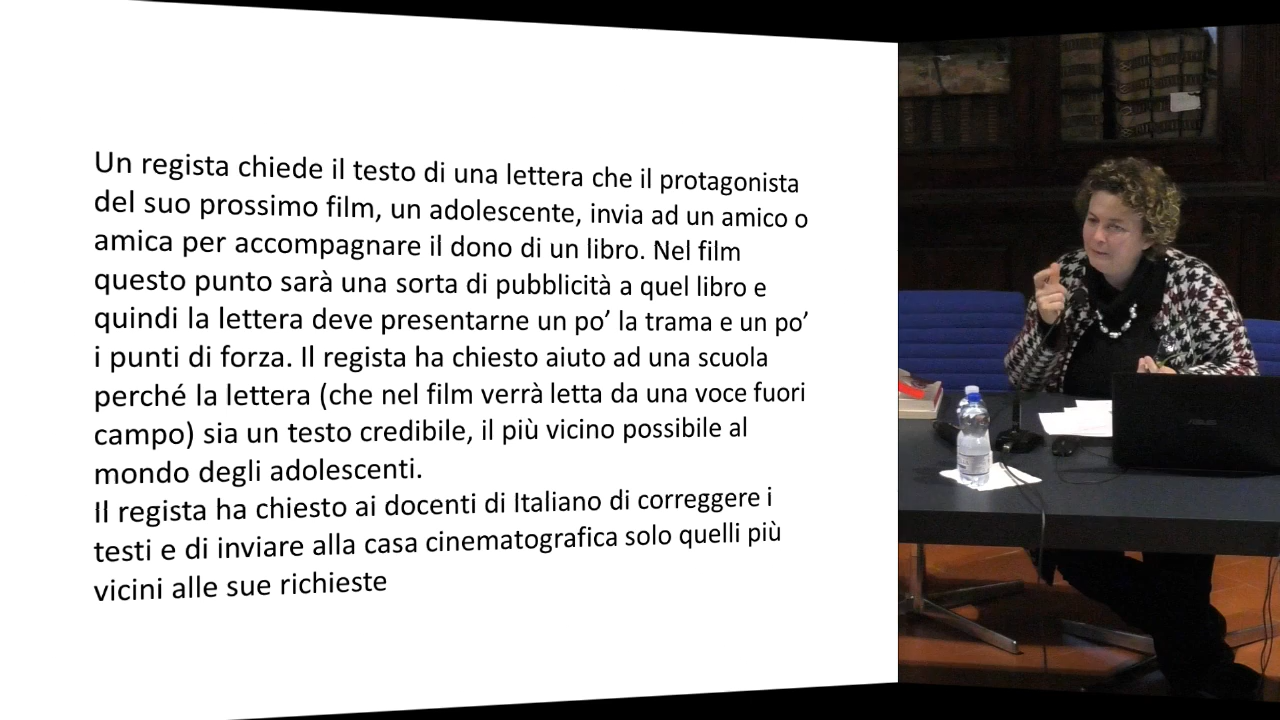 Un regista chiede il testo di una lettera che il protagonista
del suo prossimo film, un adolescente, invia ad un amico o
amica per accompagnare il dono di un libro. Nel film
questo punto sarà una sorta di pubblicità a quel libro e
quindi la lettera deve presentarne un po’ la trama e un po’
i punti di forza. Il regista ha chiesto aiuto ad una scuola
perché la lettera (che nel film verrà letta da una voce fuori
campo) sia un testo credibile, il più vicino possibile al
mondo degli adolescenti.
Il regista ha chiesto ai docenti di Italiano di correggere i
testi e di inviare alla casa cinematografica solo quelli più
vicini alle sue richieste
ASUS